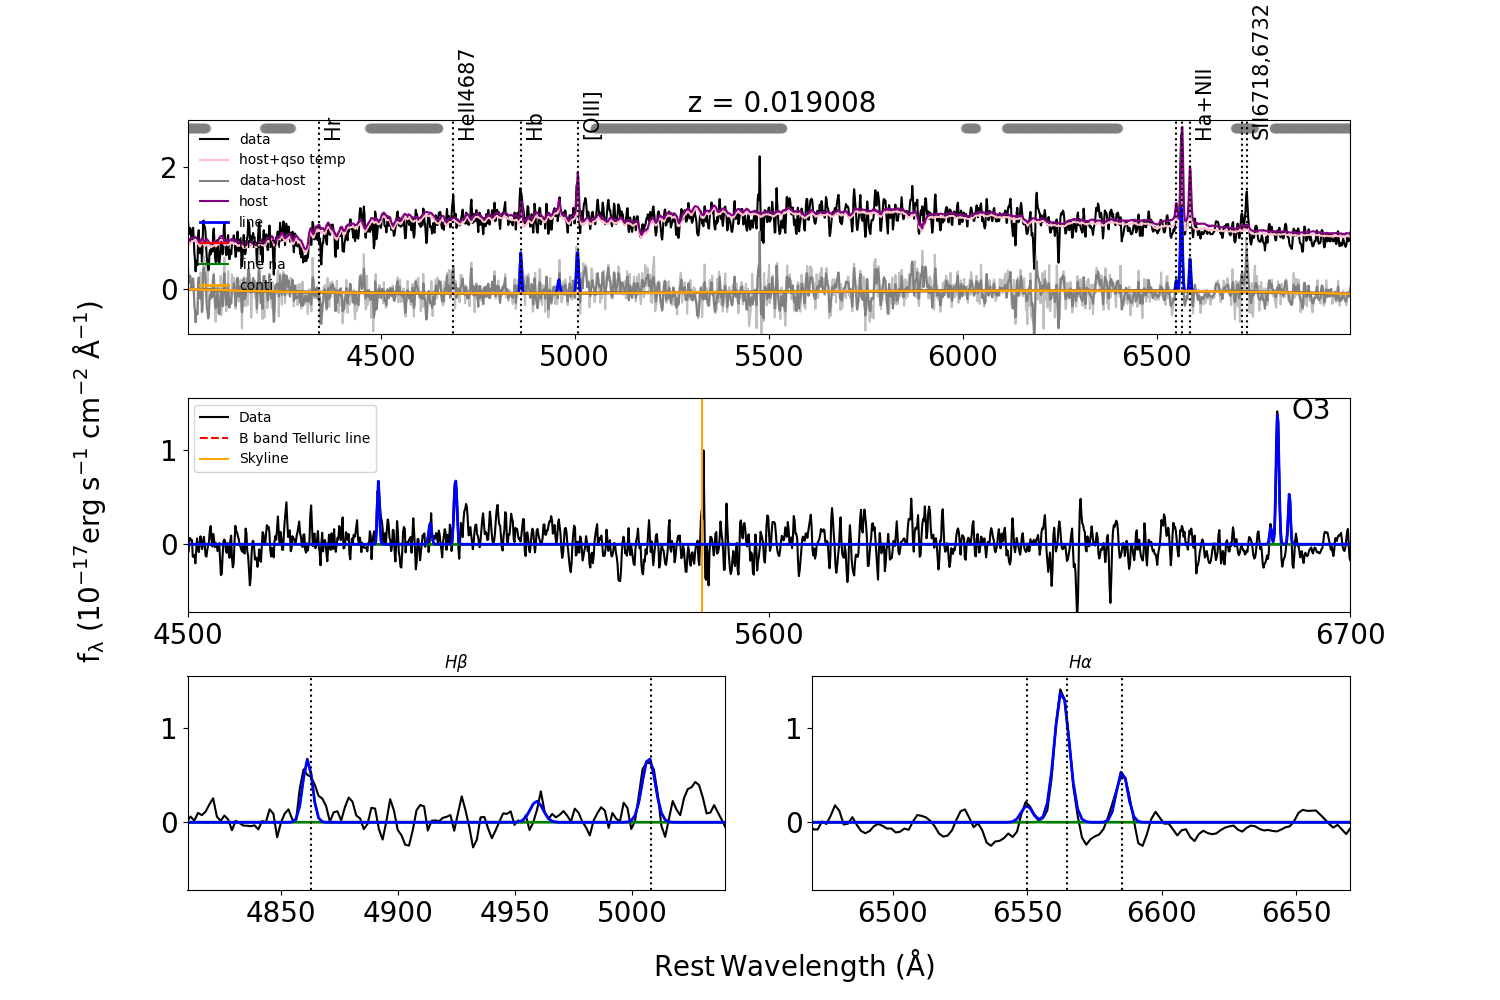 z = 0.019008
Hr
HeII4687
Hb
[OIII]
Ha+NII
SII6718,6732
data
host+qso temp
data-host
host
line
line na
conti
2
0
4500
5000
5500
6000
6500
f_λ (10^{-17}erg s^{-1} cm^{-2} Å^{-1})
Data
B band Telluric line
Skyline
O3
1
0
4500
5600
6700
Hβ
1
0
4850
4900
4950
5000
Hα
1
0
6500
6550
6600
6650
Rest Wavelength (Å)